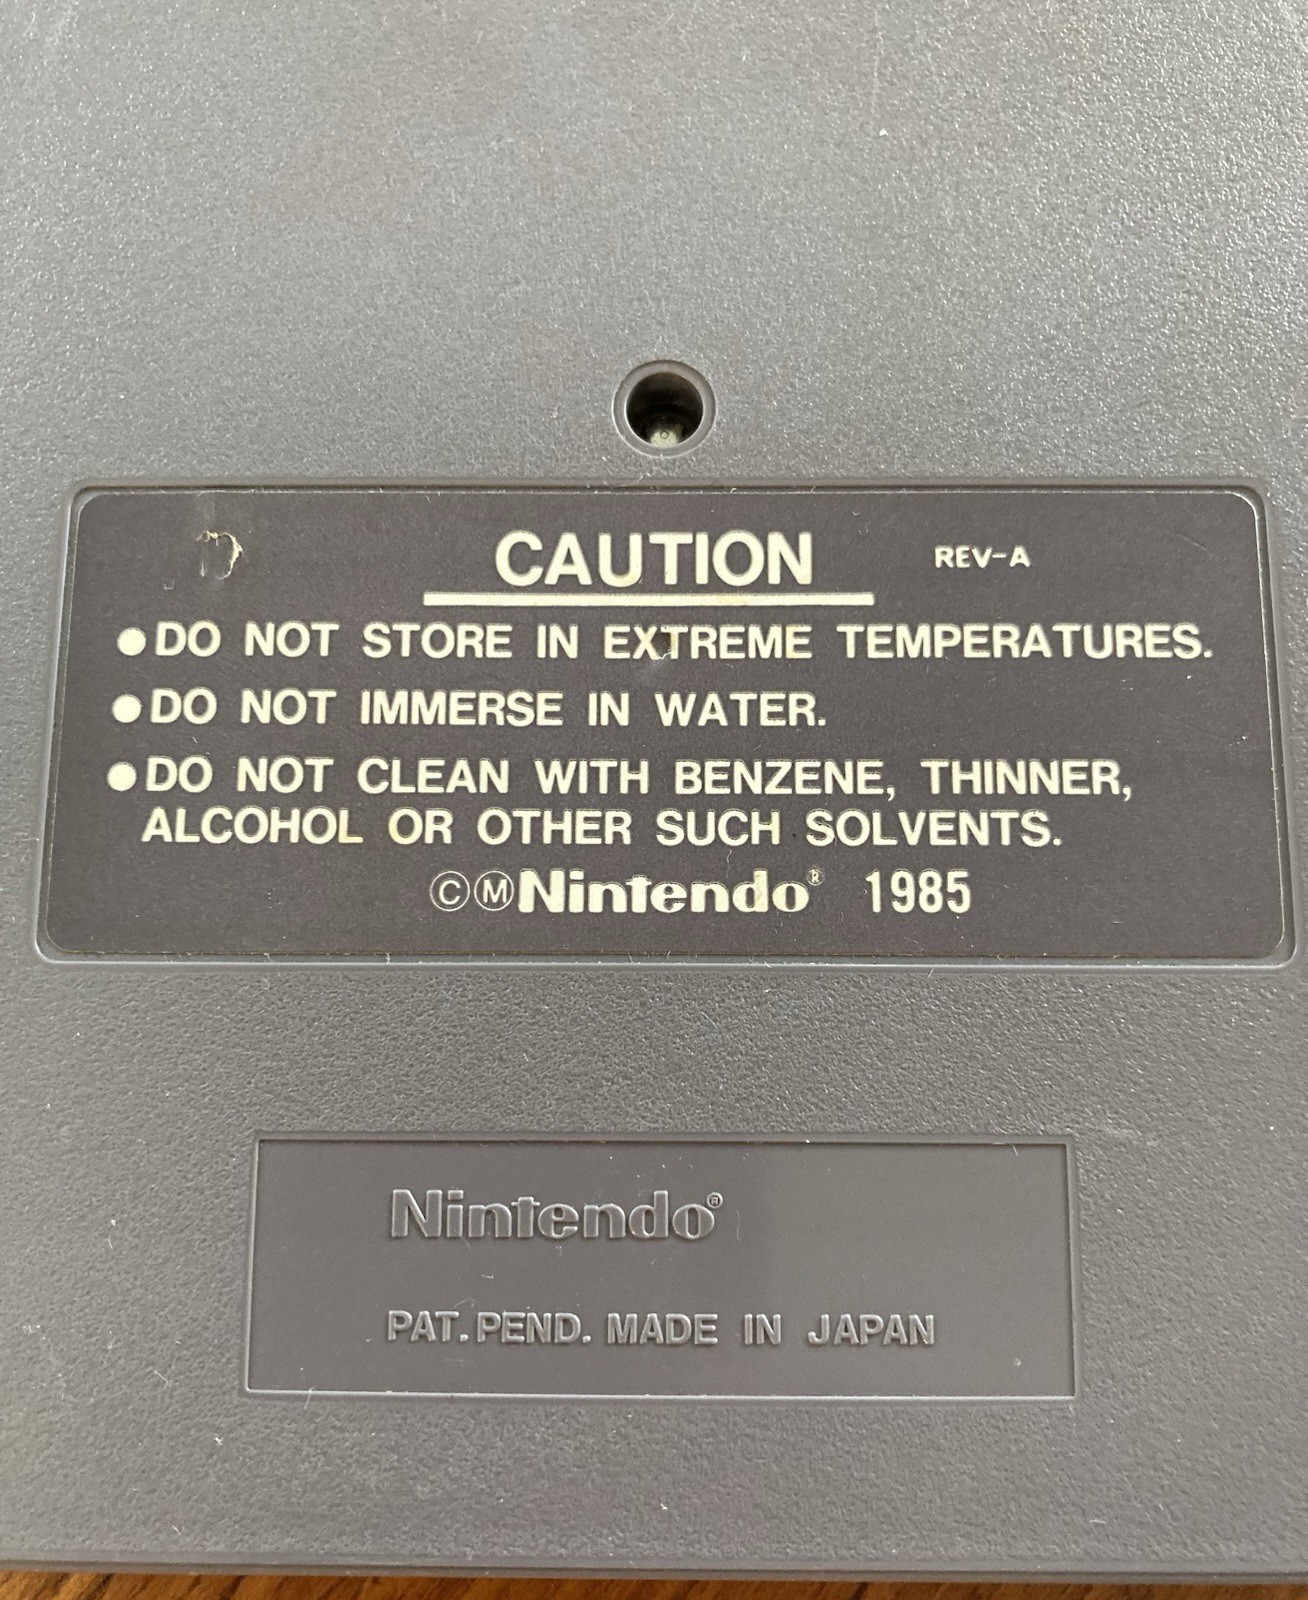 CAUTION REV-A
●DO NOT STORE IN EXTREME TEMPERATURES.
●DO NOT IMMERSE IN WATER.
●DO NOT CLEAN WITH BENZENE, THINNER,
ALCOHOL OR OTHER SUCH SOLVENTS.
©ⓂNintendo® 1985
Nintendo®
PAT. PEND. MADE IN JAPAN